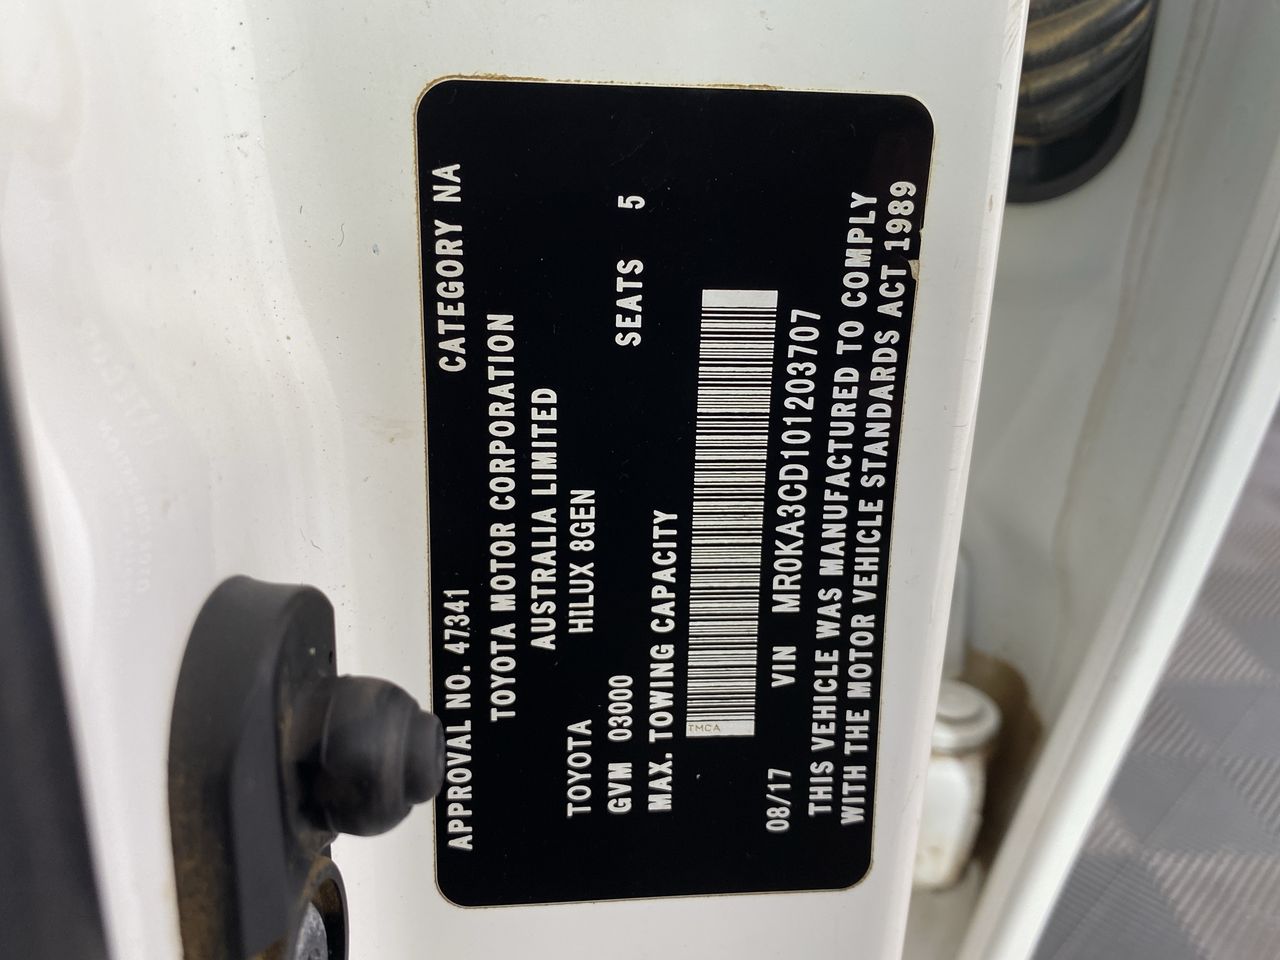 APPROVAL NO. 47341 CATEGORY NA
TOYOTA MOTOR CORPORATION
AUSTRALIA LIMITED
TOYOTA HILUX 8GEN
GVM 03000 SEATS 5
MAX. TOWING CAPACITY
TMCA
08/17 VIN MR0KA3CD101203707
THIS VEHICLE WAS MANUFACTURED TO COMPLY
WITH THE MOTOR VEHICLE STANDARDS ACT 1989